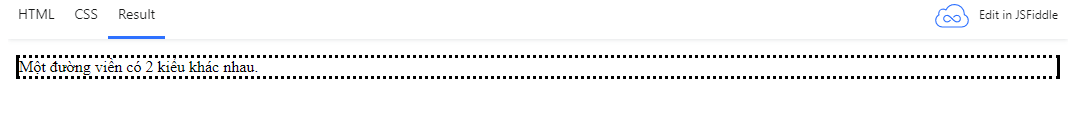 HTML CSS Result Edit in JSFiddle
Một đường viền có 2 kiểu khác nhau.